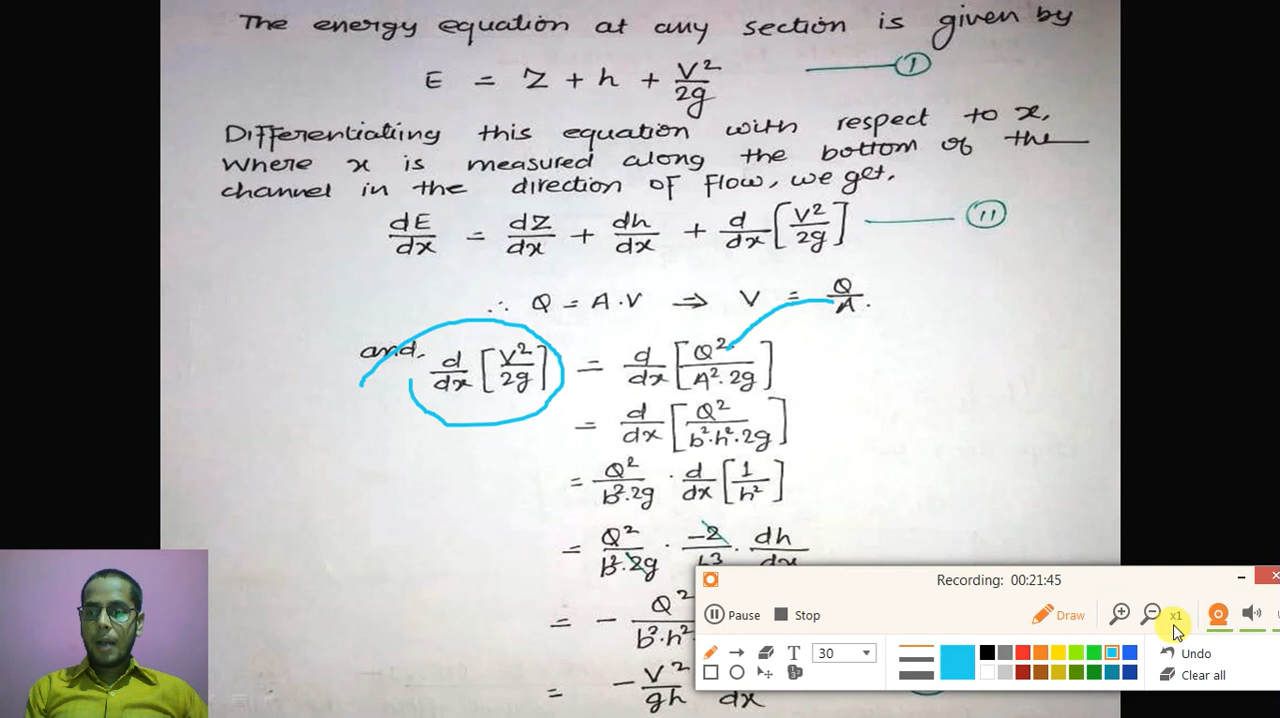 The energy equation at any section is given by
E = Z + h + V²/2g —— (I)
Differentiating this equation with respect to x,
Where x is measured along the bottom of the
channel in the direction of flow, we get,
dE/dx = dZ/dx + dh/dx + d/dx [V²/2g] —— (II)
∴ Q = A·V ⇒ V = Q/A.
and, d/dx [V²/2g] = d/dx [Q²/A²·2g]
= d/dx [Q²/b²·h²·2g]
= Q²/b²·2g · d/dx [1/h²]
= Q²/b²·2g · -2/h³ · dh/dx
Recording: 00:21:45
= - Q²/b²·h²
Pause Stop Draw x1
T 30 Undo
= - V²/gh dx
Clear all